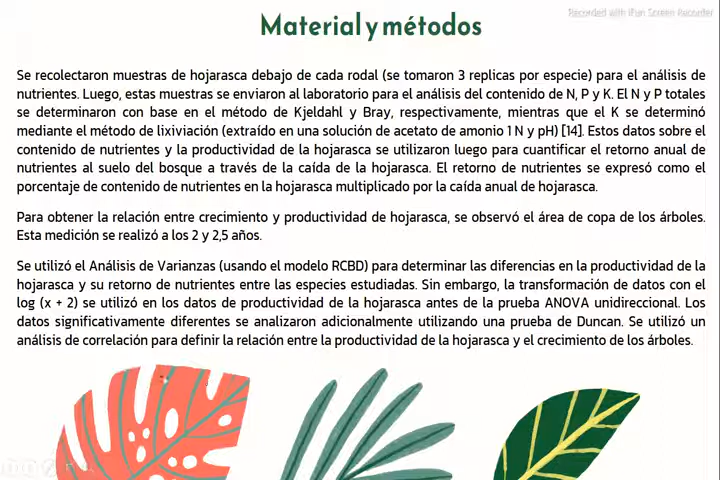 Recorded with iFun Screen Recorder
Material y métodos
Se recolectaron muestras de hojarasca debajo de cada rodal (se tomaron 3 replicas por especie) para el análisis de
nutrientes. Luego, estas muestras se enviaron al laboratorio para el análisis del contenido de N, P y K. El N y P totales
se determinaron con base en el método de Kjeldahl y Bray, respectivamente, mientras que el K se determinó
mediante el método de lixiviación (extraído en una solución de acetato de amonio 1 N y pH) [14]. Estos datos sobre el
contenido de nutrientes y la productividad de la hojarasca se utilizaron luego para cuantificar el retorno anual de
nutrientes al suelo del bosque a través de la caída de la hojarasca. El retorno de nutrientes se expresó como el
porcentaje de contenido de nutrientes en la hojarasca multiplicado por la caída anual de hojarasca.
Para obtener la relación entre crecimiento y productividad de hojarasca, se observó el área de copa de los árboles.
Esta medición se realizó a los 2 y 2,5 años.
Se utilizó el Análisis de Varianzas (usando el modelo RCBD) para determinar las diferencias en la productividad de la
hojarasca y su retorno de nutrientes entre las especies estudiadas. Sin embargo, la transformación de datos con el
log (x + 2) se utilizó en los datos de productividad de la hojarasca antes de la prueba ANOVA unidireccional. Los
datos significativamente diferentes se analizaron adicionalmente utilizando una prueba de Duncan. Se utilizó un
análisis de correlación para definir la relación entre la productividad de la hojarasca y el crecimiento de los árboles.